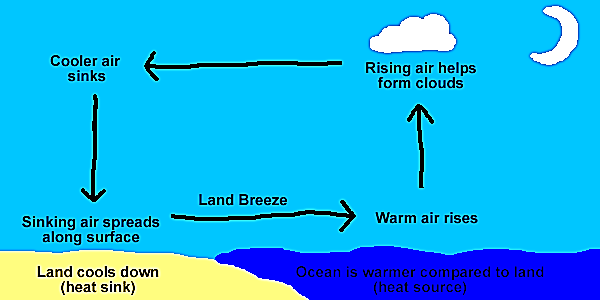 Cooler air
sinks
Rising air helps
form clouds
Land Breeze
Sinking air spreads
along surface
Warm air rises
Land cools down
(heat sink)
Ocean is warmer compared to land
(heat source)